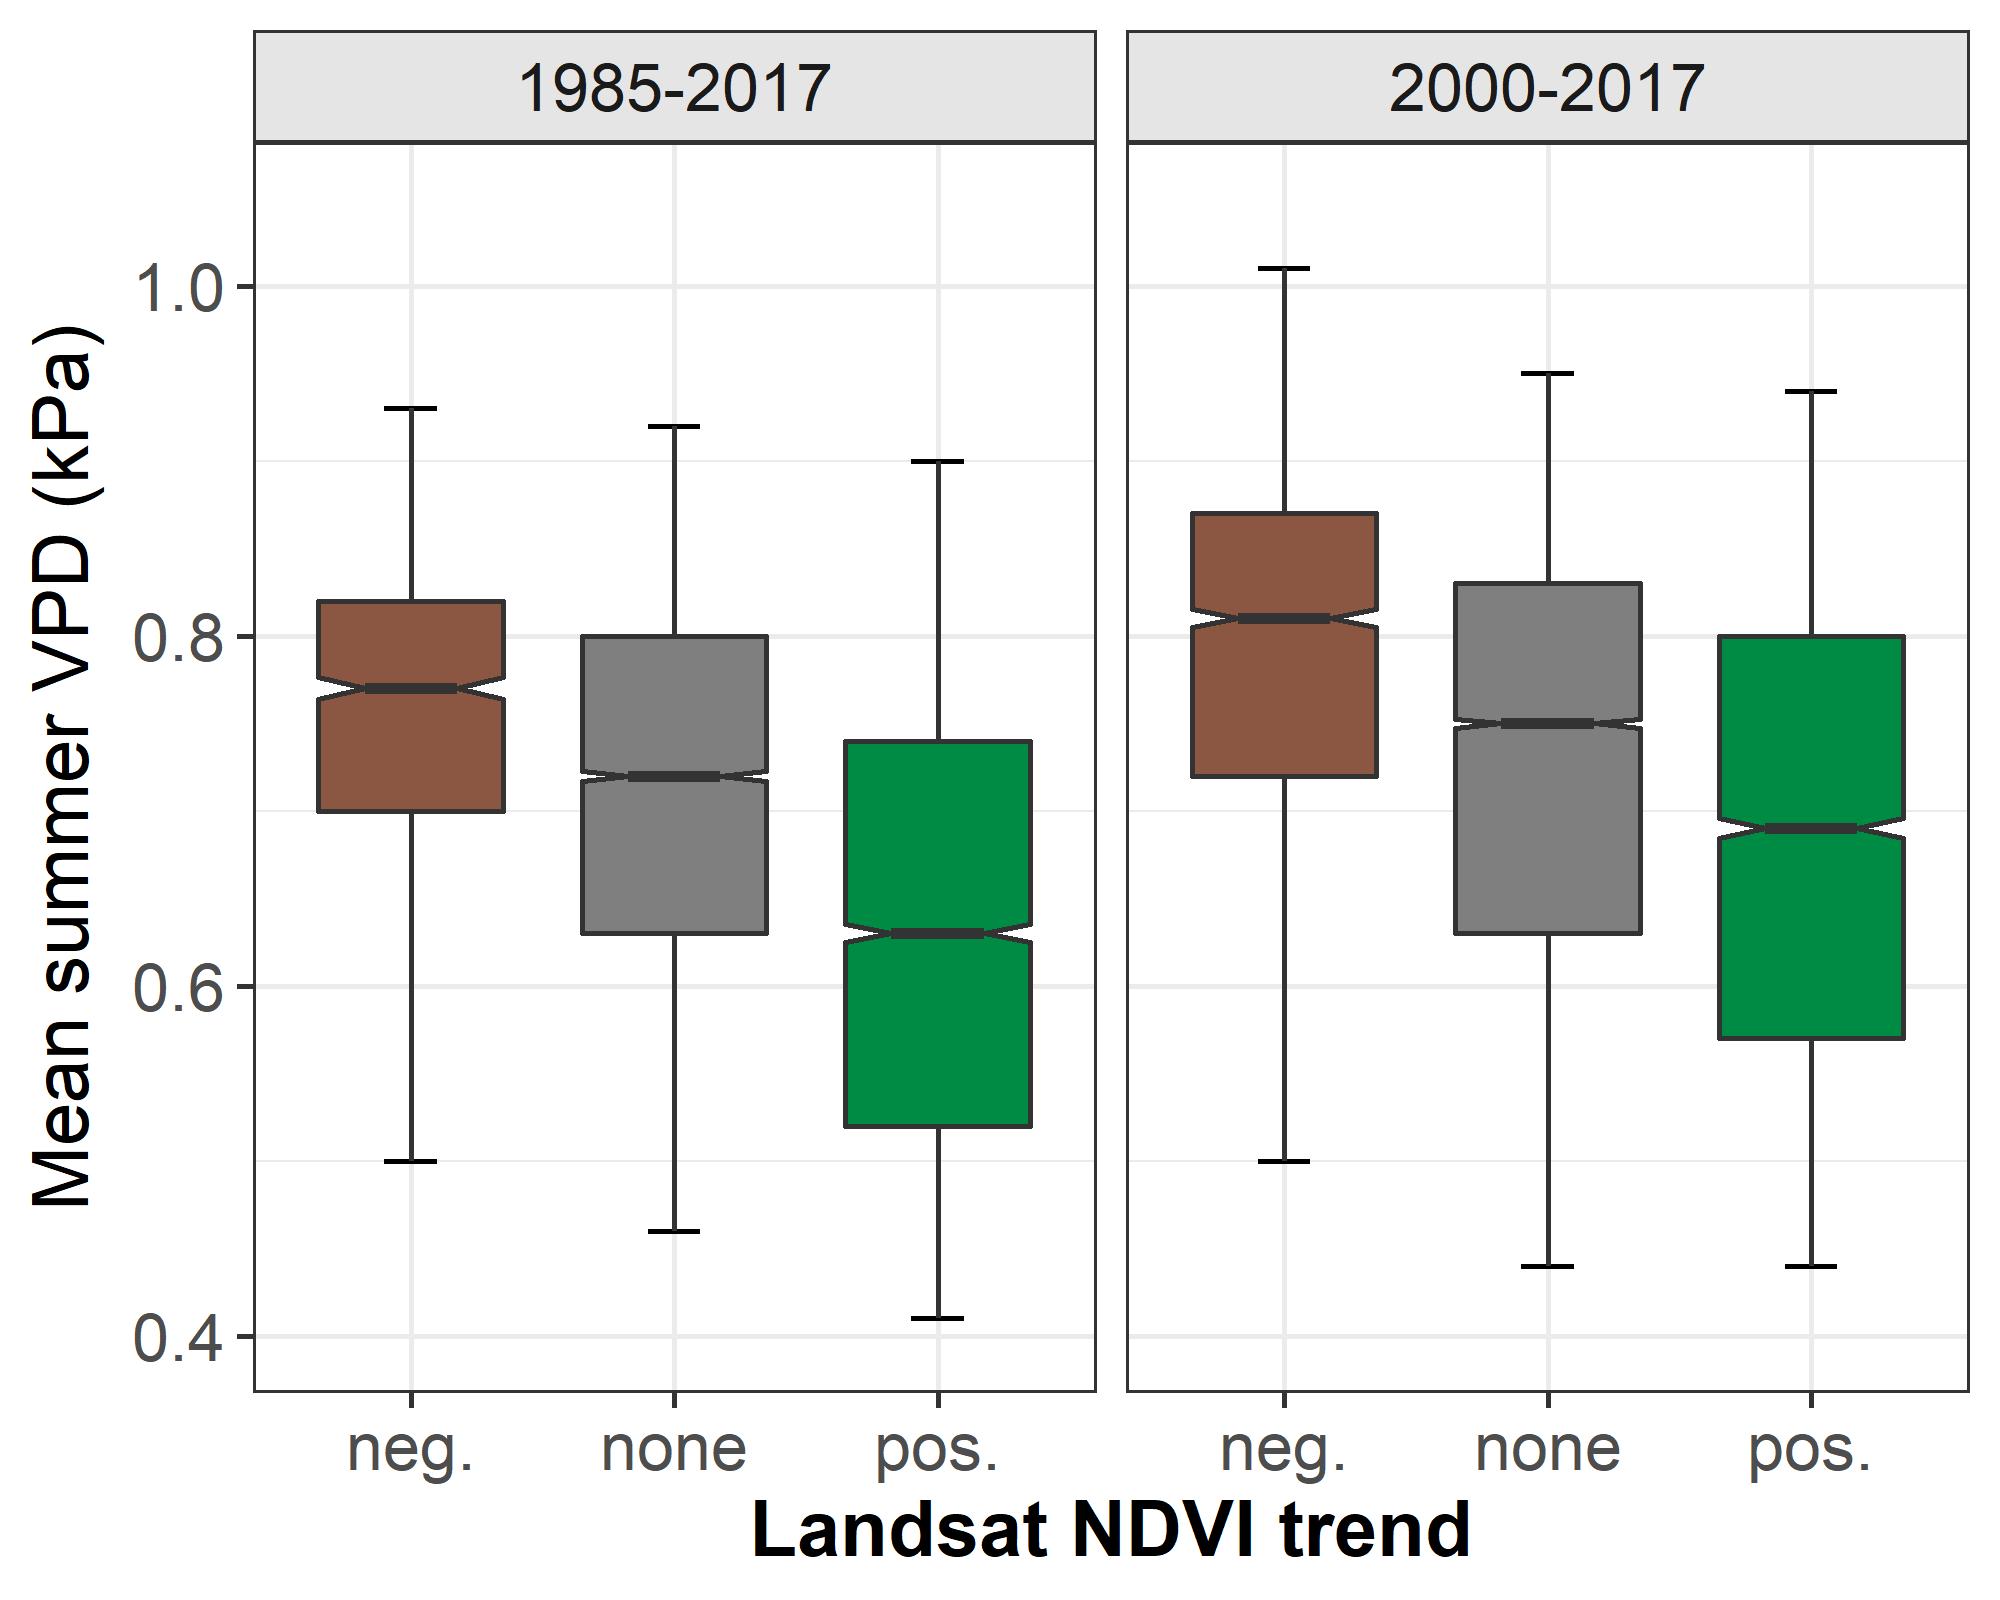 1985-2017
2000-2017
Mean summer VPD (kPa)
1.0
0.8
0.6
0.4
neg. none pos.
neg. none pos.
Landsat NDVI trend